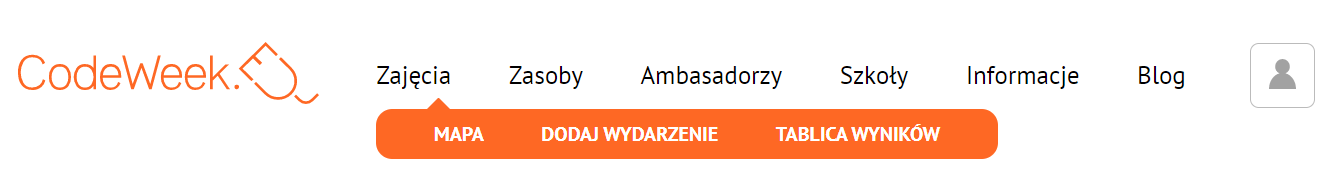 CodeWeek.
Zajęcia Zasoby Ambasadorzy Szkoły Informacje Blog
MAPA DODAJ WYDARZENIE TABLICA WYNIKÓW